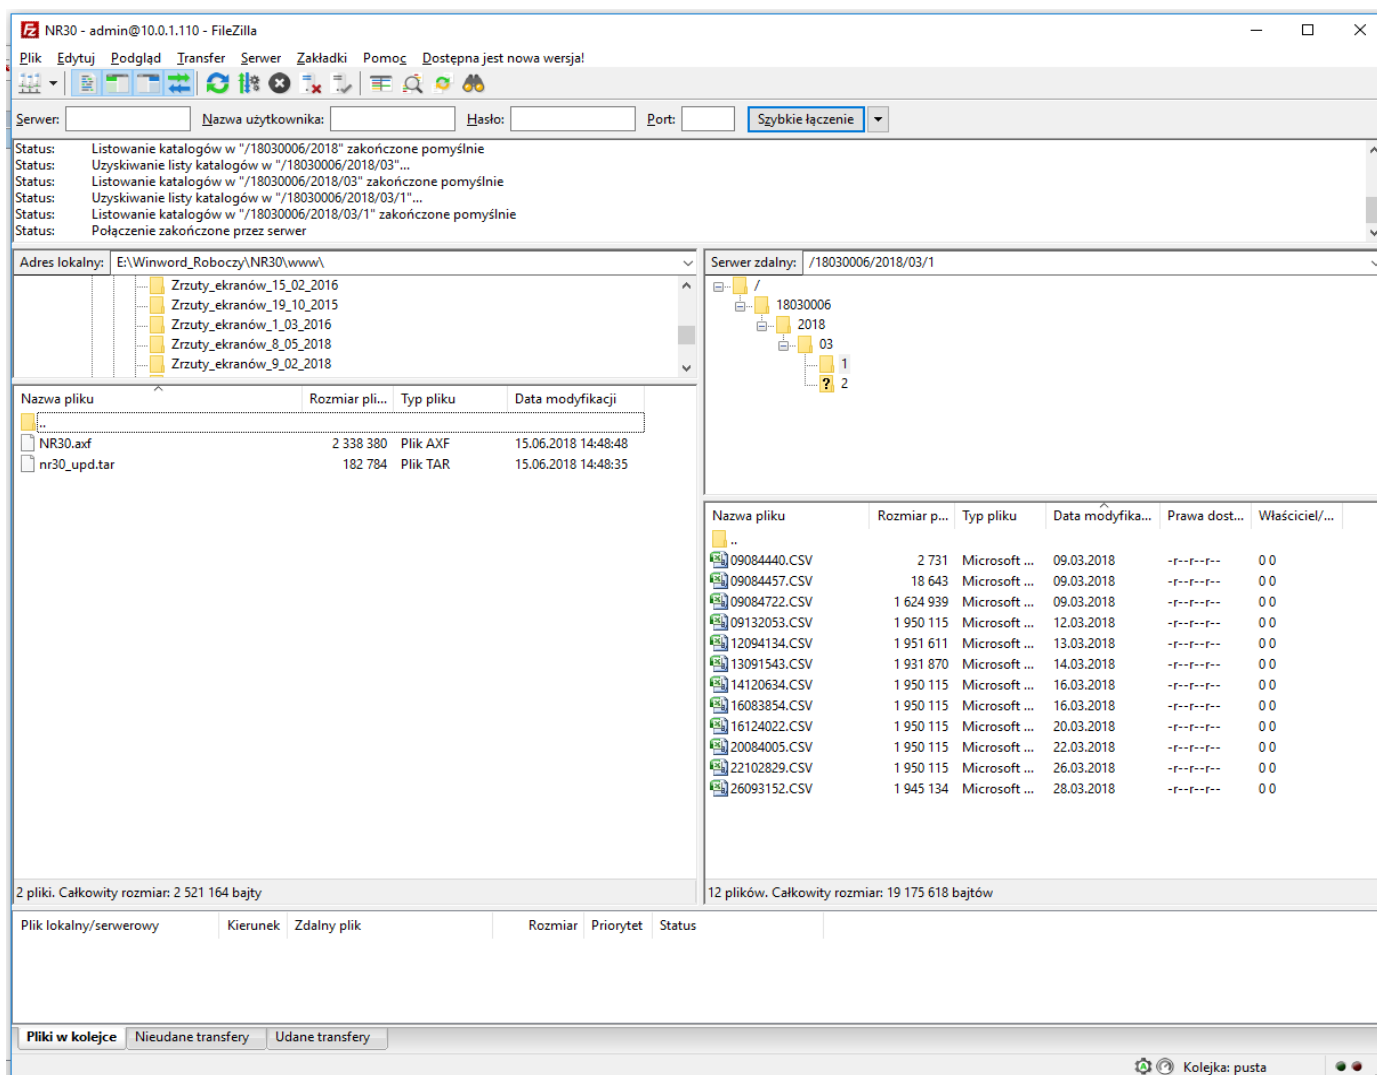 NR30 - admin@10.0.1.110 - FileZilla
Plik Edytuj Podgląd Transfer Serwer Zakładki Pomoc Dostępna jest nowa wersja!
Serwer: Nazwa użytkownika: Hasło: Port: Szybkie łączenie
Status: Listowanie katalogów w "/18030006/2018" zakończone pomyślnie
Status: Uzyskiwanie listy katalogów w "/18030006/2018/03"...
Status: Listowanie katalogów w "/18030006/2018/03" zakończone pomyślnie
Status: Uzyskiwanie listy katalogów w "/18030006/2018/03/1"...
Status: Listowanie katalogów w "/18030006/2018/03/1" zakończone pomyślnie
Status: Połączenie zakończone przez serwer
Adres lokalny: E:\Winword_Roboczy\NR30\www\
Zrzuty_ekranów_15_02_2016
Zrzuty_ekranów_19_10_2015
Zrzuty_ekranów_1_03_2016
Zrzuty_ekranów_8_05_2018
Zrzuty_ekranów_9_02_2018
Nazwa pliku Rozmiar pli... Typ pliku Data modyfikacji
..
NR30.axf 2 338 380 Plik AXF 15.06.2018 14:48:48
nr30_upd.tar 182 784 Plik TAR 15.06.2018 14:48:35
2 pliki. Całkowity rozmiar: 2 521 164 bajty
Serwer zdalny: /18030006/2018/03/1
/
18030006
2018
03
1
? 2
Nazwa pliku Rozmiar p... Typ pliku Data modyfika... Prawa dost... Właściciel/...
..
09084440.CSV 2 731 Microsoft ... 09.03.2018 -r--r--r-- 0 0
09084457.CSV 18 643 Microsoft ... 09.03.2018 -r--r--r-- 0 0
09084722.CSV 1 624 939 Microsoft ... 09.03.2018 -r--r--r-- 0 0
09132053.CSV 1 950 115 Microsoft ... 12.03.2018 -r--r--r-- 0 0
12094134.CSV 1 951 611 Microsoft ... 13.03.2018 -r--r--r-- 0 0
13091543.CSV 1 931 870 Microsoft ... 14.03.2018 -r--r--r-- 0 0
14120634.CSV 1 950 115 Microsoft ... 16.03.2018 -r--r--r-- 0 0
16083854.CSV 1 950 115 Microsoft ... 16.03.2018 -r--r--r-- 0 0
16124022.CSV 1 950 115 Microsoft ... 20.03.2018 -r--r--r-- 0 0
20084005.CSV 1 950 115 Microsoft ... 22.03.2018 -r--r--r-- 0 0
22102829.CSV 1 950 115 Microsoft ... 26.03.2018 -r--r--r-- 0 0
26093152.CSV 1 945 134 Microsoft ... 28.03.2018 -r--r--r-- 0 0
12 plików. Całkowity rozmiar: 19 175 618 bajtów
Plik lokalny/serwerowy Kierunek Zdalny plik Rozmiar Priorytet Status
Pliki w kolejce Nieudane transfery Udane transfery
Kolejka: pusta